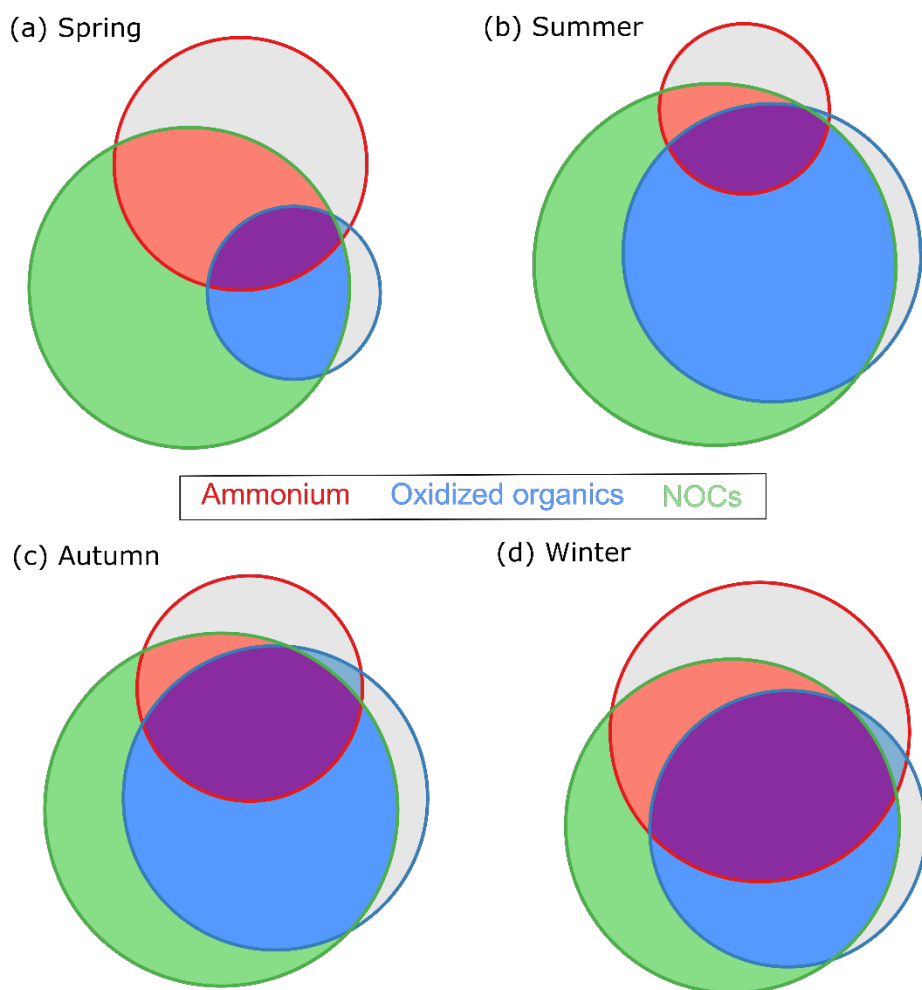 (a) Spring
(b) Summer
Ammonium Oxidized organics NOCs
(c) Autumn
(d) Winter